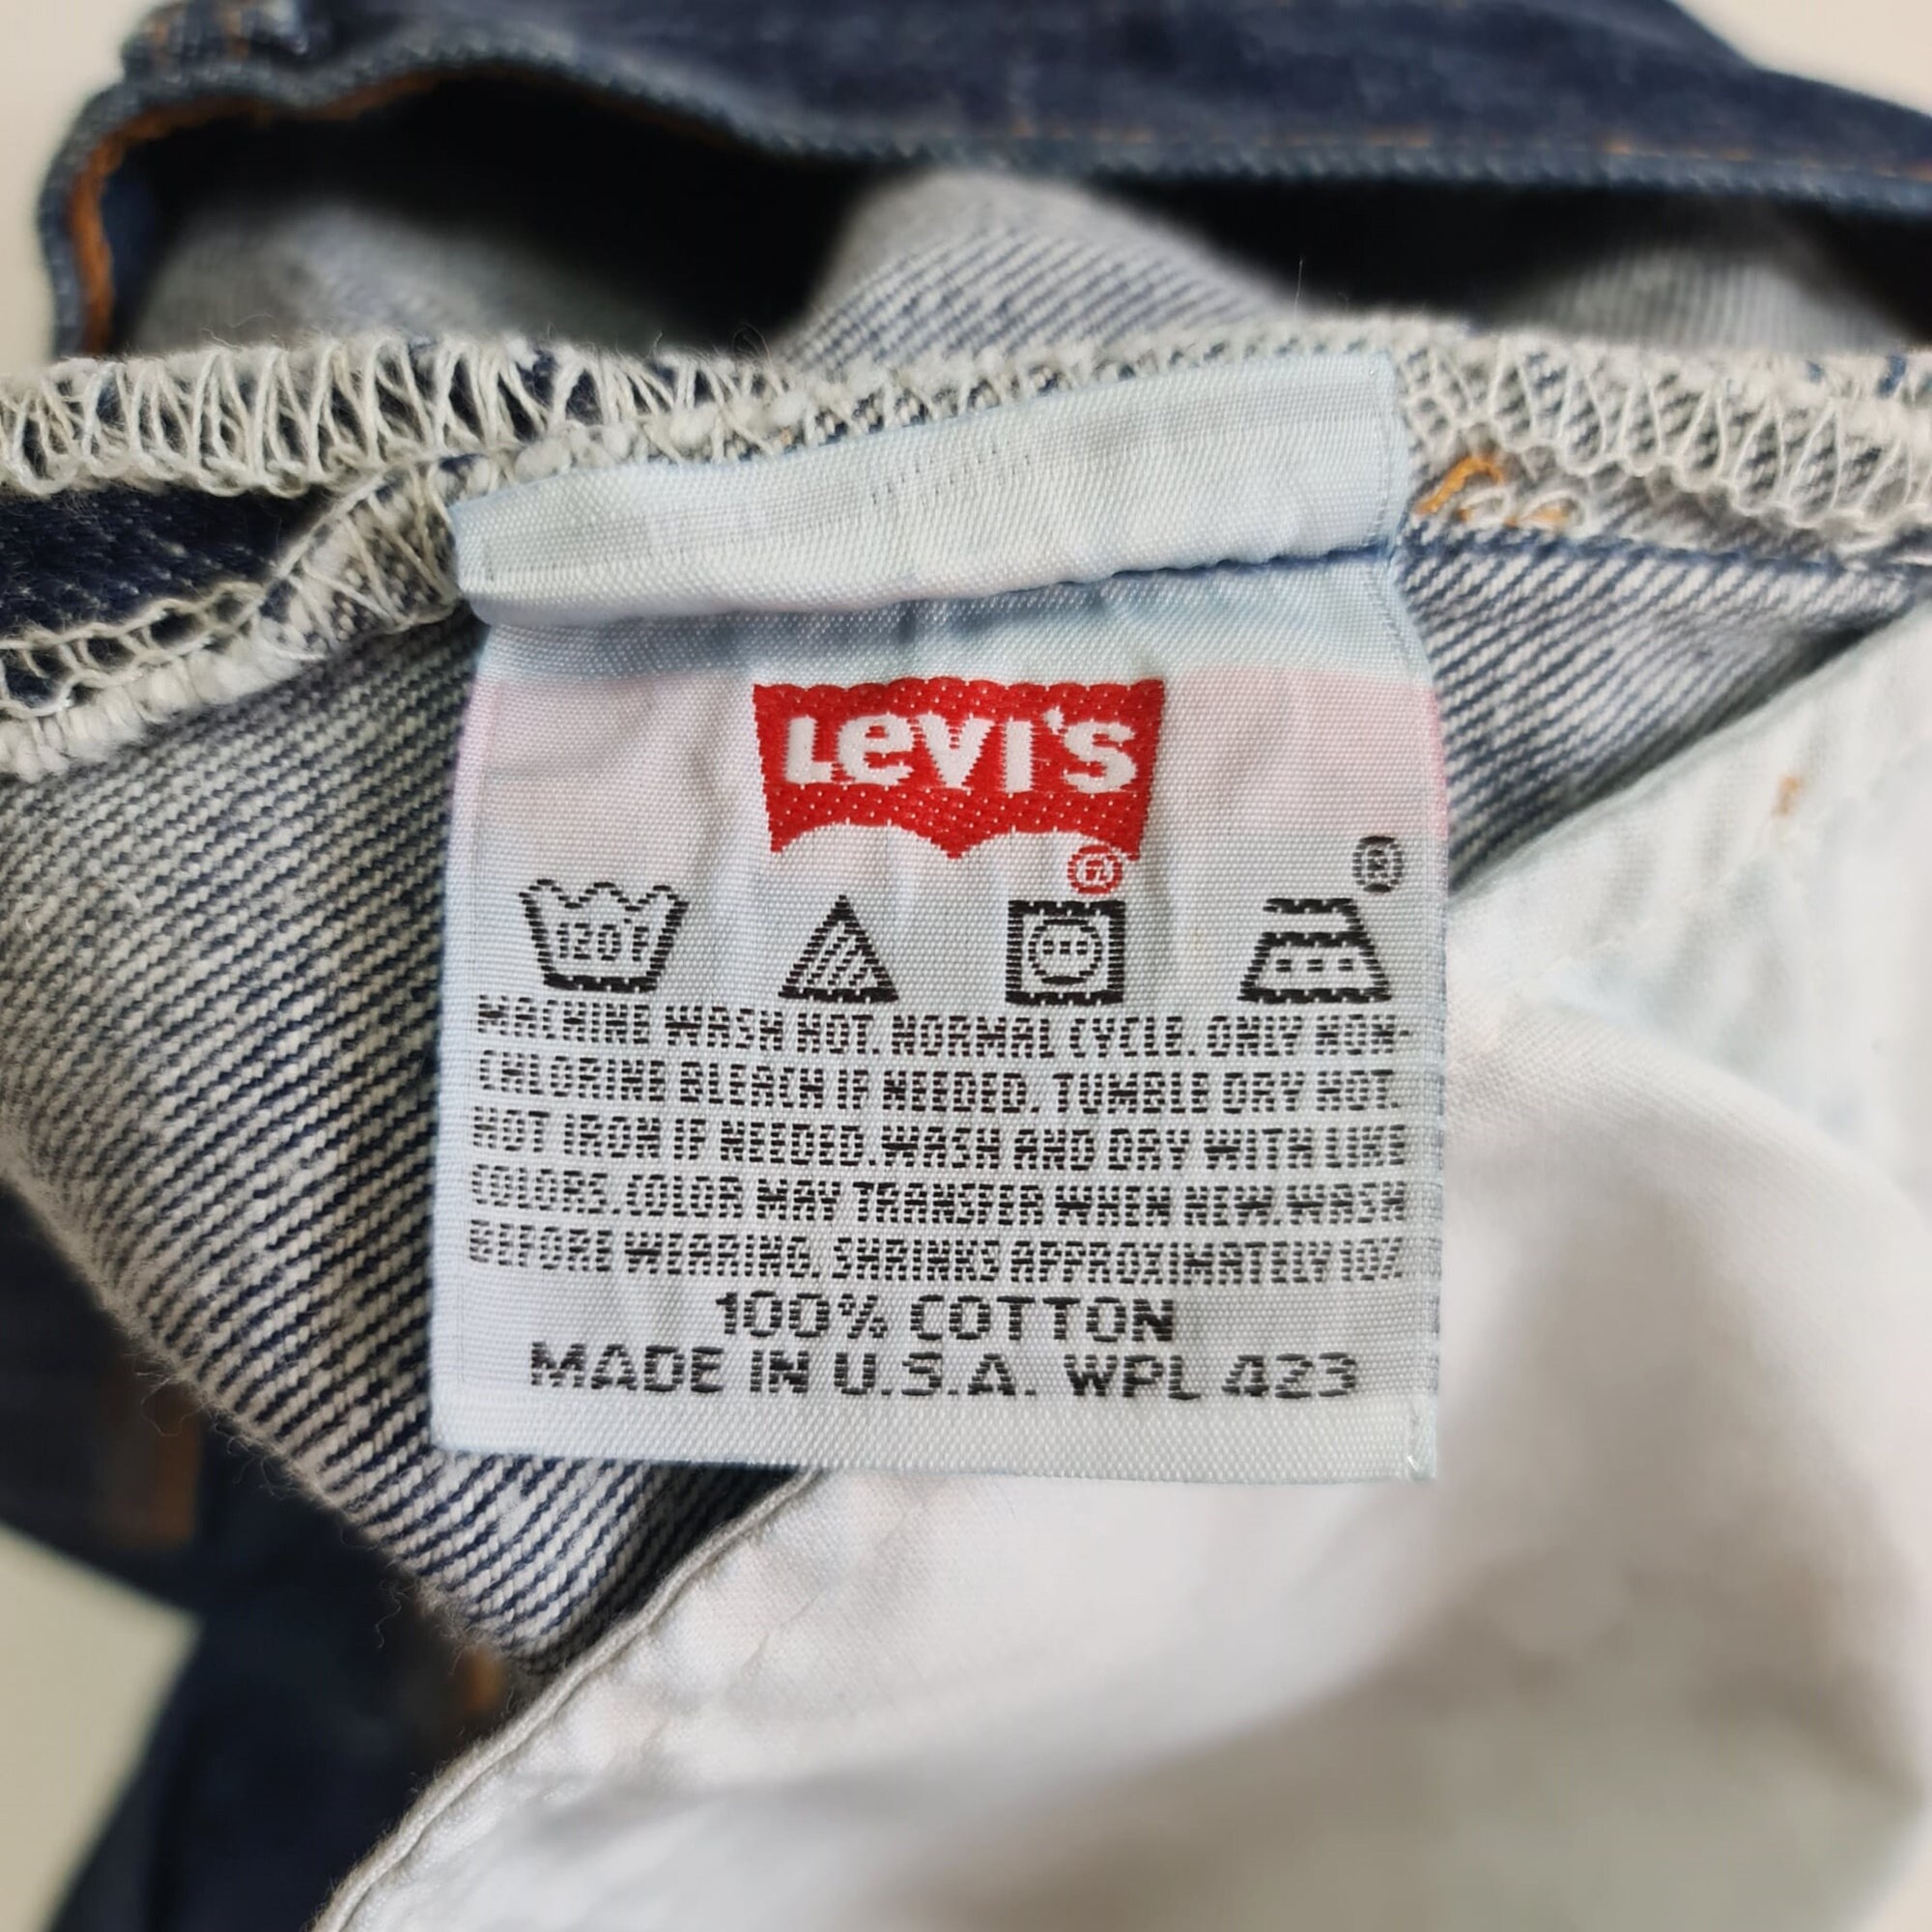 LEVI'S
®
®
120°F
MACHINE WASH HOT. NORMAL CYCLE. ONLY NON-
CHLORINE BLEACH IF NEEDED. TUMBLE DRY HOT.
HOT IRON IF NEEDED. WASH AND DRY WITH LIKE
COLORS. COLOR MAY TRANSFER WHEN NEW. WASH
BEFORE WEARING. SHRINKS APPROXIMATELY 10%
100% COTTON
MADE IN U.S.A. WPL 423